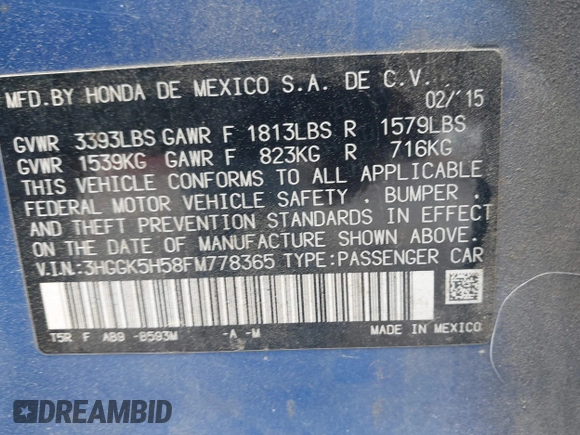 MFD.BY HONDA DE MEXICO S.A. DE C.V.
02/'15
GVWR 3393LBS GAWR F 1813LBS R 1579LBS
GVWR 1539KG GAWR F 823KG R 716KG
THIS VEHICLE CONFORMS TO ALL APPLICABLE
FEDERAL MOTOR VEHICLE SAFETY , BUMPER ,
AND THEFT PREVENTION STANDARDS IN EFFECT
ON THE DATE OF MANUFACTURE SHOWN ABOVE.
V.I.N.:3HGGK5H58FM778365 TYPE:PASSENGER CAR
T5R F AB9 -B593M -A -M
MADE IN MEXICO
DREAMBID